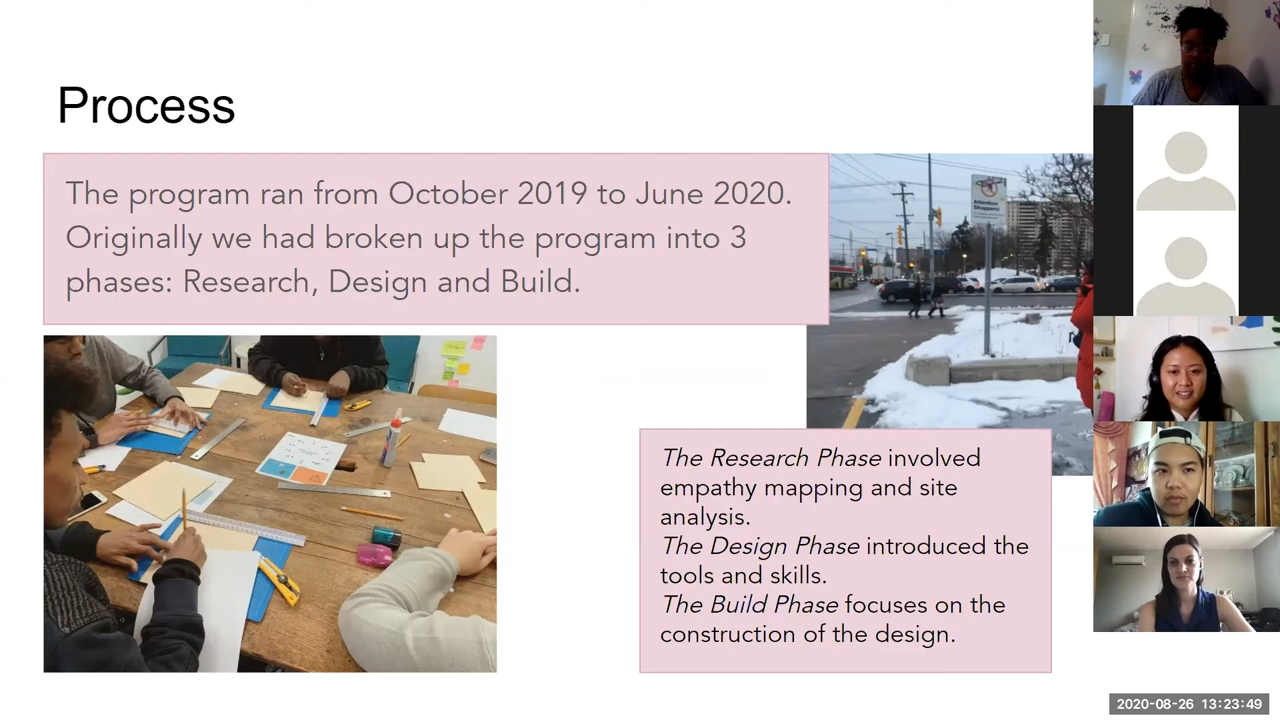 Process
The program ran from October 2019 to June 2020.
Originally we had broken up the program into 3
phases: Research, Design and Build.
Attention
Shoppers!
The Research Phase involved
empathy mapping and site
analysis.
The Design Phase introduced the
tools and skills.
The Build Phase focuses on the
construction of the design.
2020-08-26 13:23:49